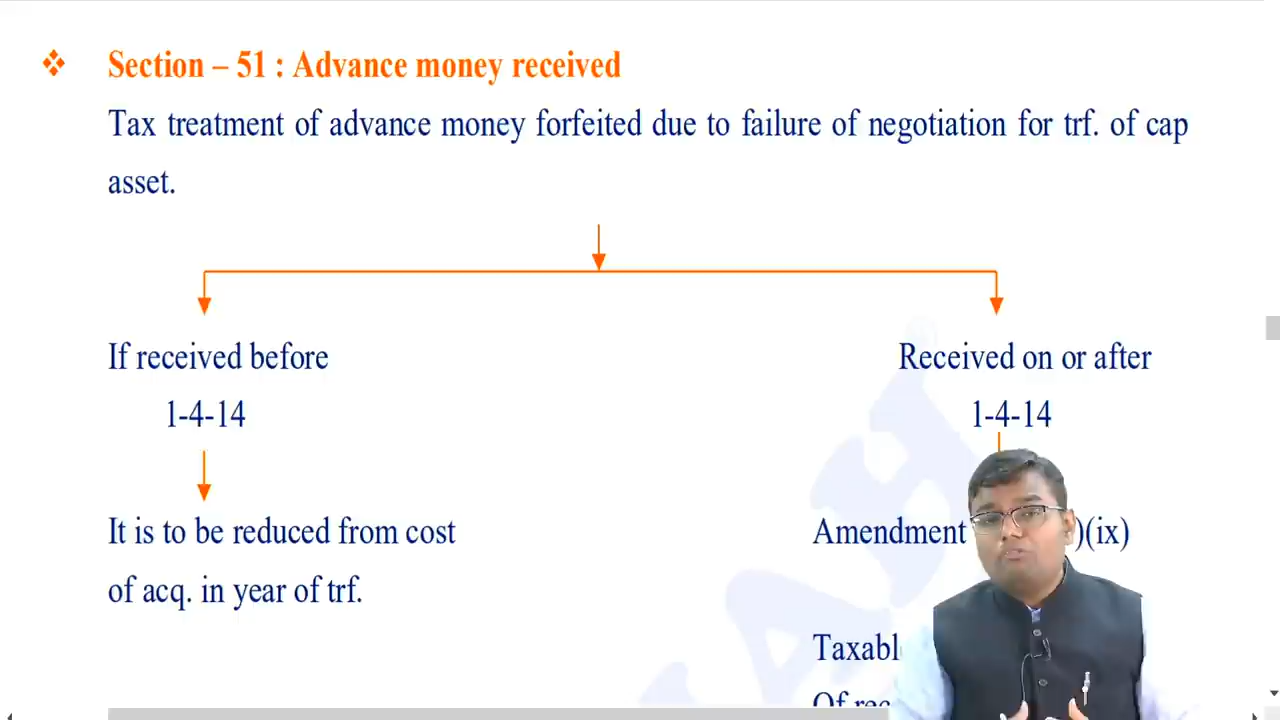 ❖ Section – 51 : Advance money received
Tax treatment of advance money forfeited due to failure of negotiation for trf. of cap
asset.
If received before
1-4-14
It is to be reduced from cost
of acq. in year of trf.
Received on or after
1-4-14
Amendment )(ix)